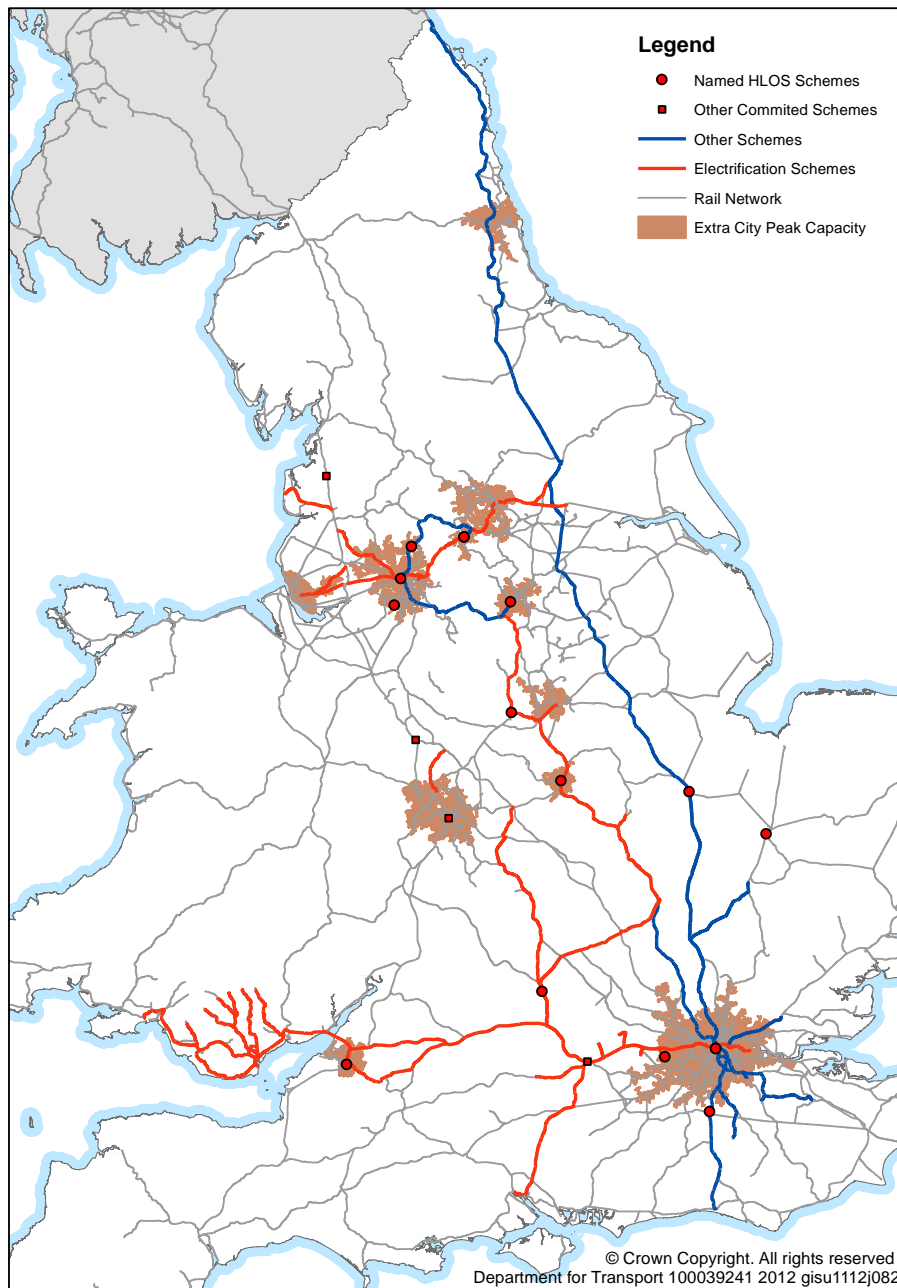 Legend
Named HLOS Schemes
Other Commited Schemes
Other Schemes
Electrification Schemes
Rail Network
Extra City Peak Capacity
© Crown Copyright. All rights reserved
Department for Transport 100039241 2012 gisu1112j082